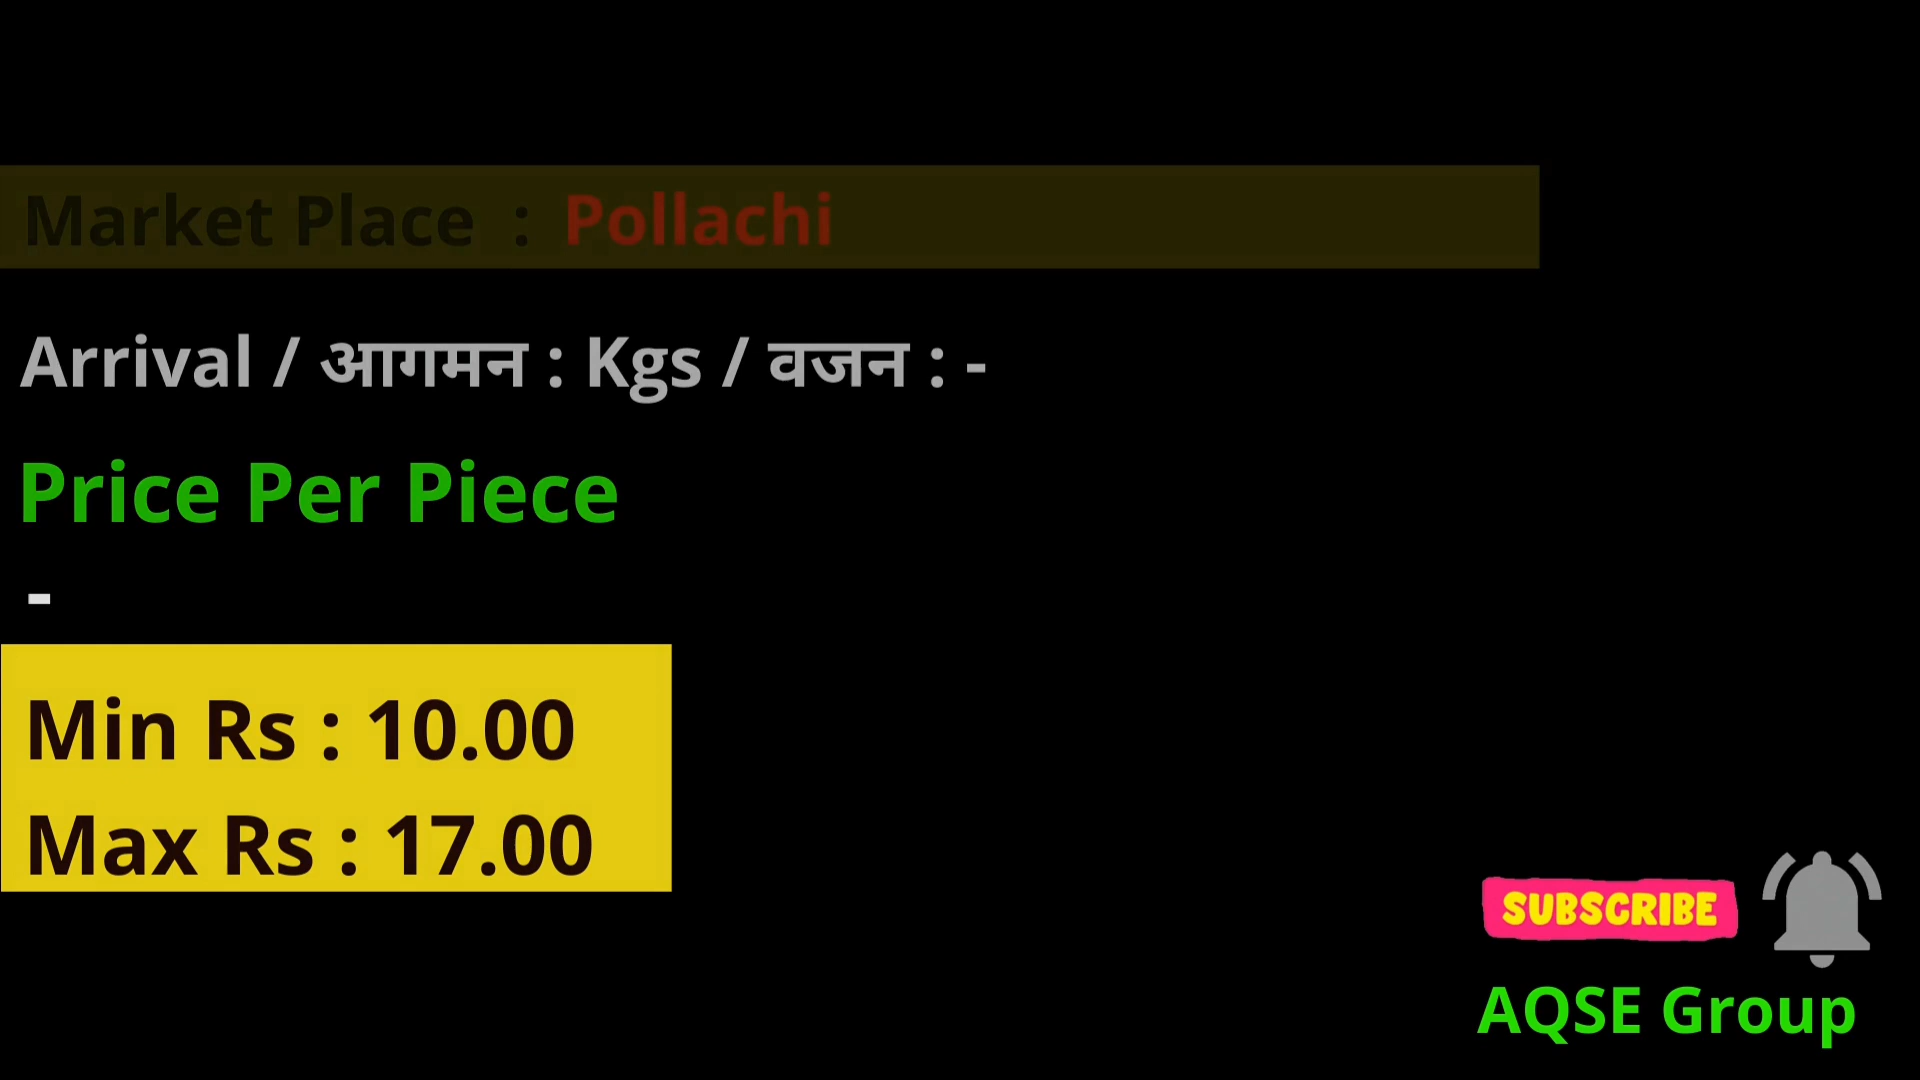 Market Place : Pollachi
Arrival / आगमन : Kgs / वजन : -
Price Per Piece
-
Min Rs : 10.00
Max Rs : 17.00
SUBSCRIBE
AQSE Group